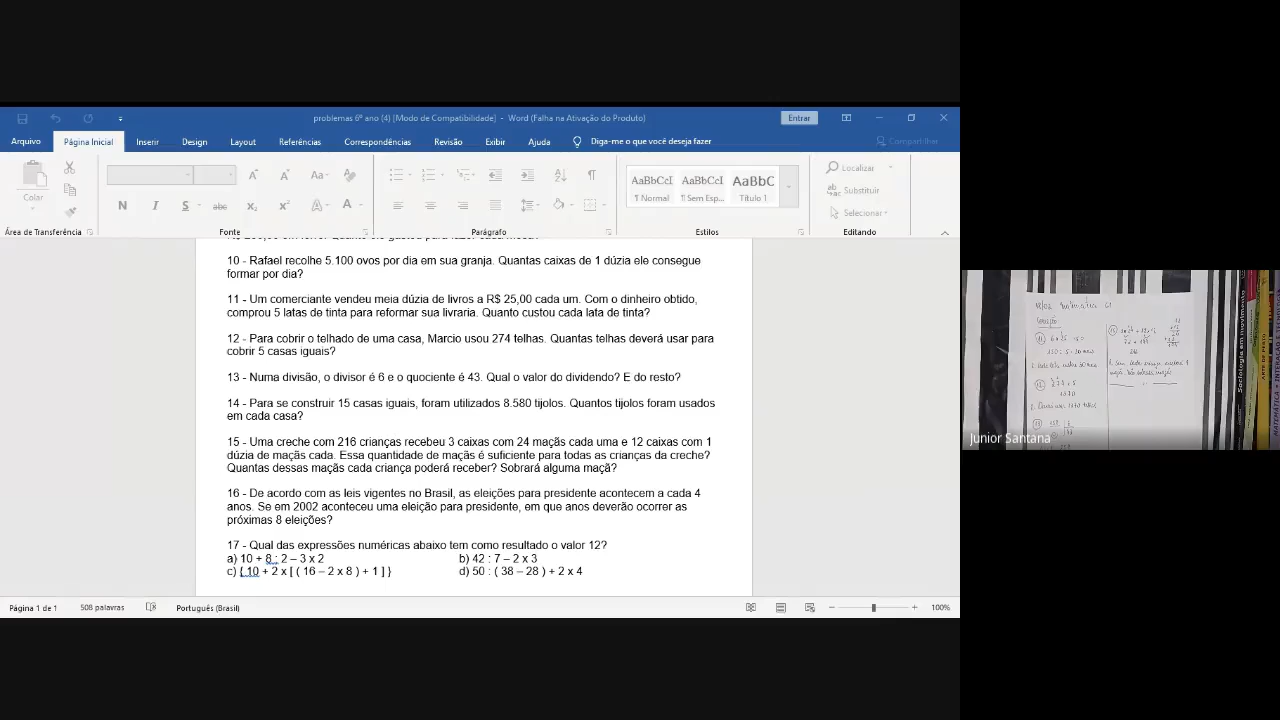 problemas 6º ano (4) [Modo de Compatibilidade] - Word (Falha na Ativação do Produto)
Entrar
Arquivo
Página Inicial
Inserir
Design
Layout
Referências
Correspondências
Revisão
Exibir
Ajuda
Diga-me o que você deseja fazer
Compartilhar
Colar
Área de Transferência
N I S abc x₂ x² A A
Aa
Fonte
Parágrafo
AaBbCcI AaBbCcI AaBbC
¶ Normal ¶ Sem Esp... Título 1
Estilos
Localizar
Substituir
Selecionar
Editando
10 - Rafael recolhe 5.100 ovos por dia em sua granja. Quantas caixas de 1 dúzia ele consegue
formar por dia?
11 - Um comerciante vendeu meia dúzia de livros a R$ 25,00 cada um. Com o dinheiro obtido,
comprou 5 latas de tinta para reformar sua livraria. Quanto custou cada lata de tinta?
12 - Para cobrir o telhado de uma casa, Marcio usou 274 telhas. Quantas telhas deverá usar para
cobrir 5 casas iguais?
13 - Numa divisão, o divisor é 6 e o quociente é 43. Qual o valor do dividendo? E do resto?
14 - Para se construir 15 casas iguais, foram utilizados 8.580 tijolos. Quantos tijolos foram usados
em cada casa?
15 - Uma creche com 216 crianças recebeu 3 caixas com 24 maçãs cada uma e 12 caixas com 1
dúzia de maçãs cada. Essa quantidade de maçãs é suficiente para todas as crianças da creche?
Quantas dessas maçãs cada criança poderá receber? Sobrará alguma maçã?
16 - De acordo com as leis vigentes no Brasil, as eleições para presidente acontecem a cada 4
anos. Se em 2002 aconteceu uma eleição para presidente, em que anos deverão ocorrer as
próximas 8 eleições?
17 - Qual das expressões numéricas abaixo tem como resultado o valor 12?
a) 10 + 8 : 2 – 3 x 2 b) 42 : 7 – 2 x 3
c) { 10 + 2 x [ ( 16 – 2 x 8 ) + 1 ] } d) 50 : ( 38 – 28 ) + 2 x 4
Página 1 de 1
508 palavras
Português (Brasil)
100%
Sociologia em movimento
Junior Santana